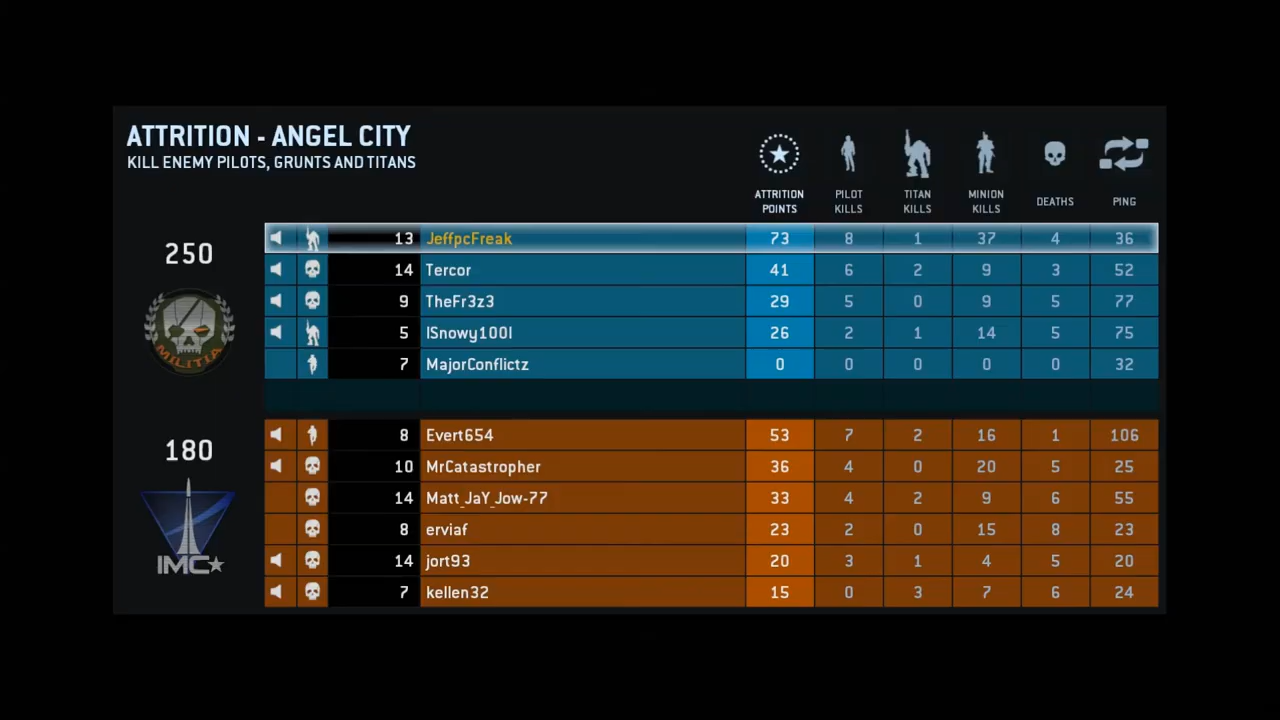 ATTRITION - ANGEL CITY
KILL ENEMY PILOTS, GRUNTS AND TITANS
ATTRITION POINTS PILOT KILLS TITAN KILLS MINION KILLS DEATHS PING
250
MILITIA
13 JeffpcFreak 73 8 1 37 4 36
14 Tercor 41 6 2 9 3 52
9 TheFr3z3 29 5 0 9 5 77
5 lSnowy100l 26 2 1 14 5 75
7 MajorConflictz 0 0 0 0 0 32
180
IMC
8 Evert654 53 7 2 16 1 106
10 MrCatastropher 36 4 0 20 5 25
14 Matt_JaY_Jow-77 33 4 2 9 6 55
8 erviaf 23 2 0 15 8 23
14 jort93 20 3 1 4 5 20
7 kellen32 15 0 3 7 6 24